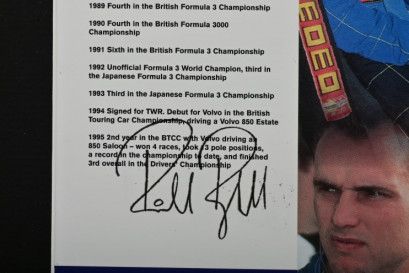 1989 Fourth in the British Formula 3 Championship
1990 Fourth in the British Formula 3000
Championship
1991 Sixth in the British Formula 3 Championship
1992 Unofficial Formula 3 World Champion, third in
the Japanese Formula 3 Championship
1993 Third in the Japanese Formula 3 Championship
1994 Signed for TWR. Debut for Volvo in the British
Touring Car Championship, driving a Volvo 850 Estate
1995 2nd year in the BTCC with Volvo driving an
850 Saloon – won 4 races, took 13 pole positions,
a record in the championship to date, and finished
3rd overall in the Drivers' Championship